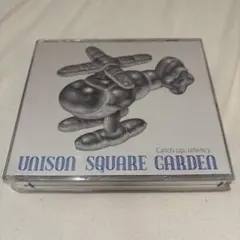 Catch up, latency
UNISON SQUARE GARDEN